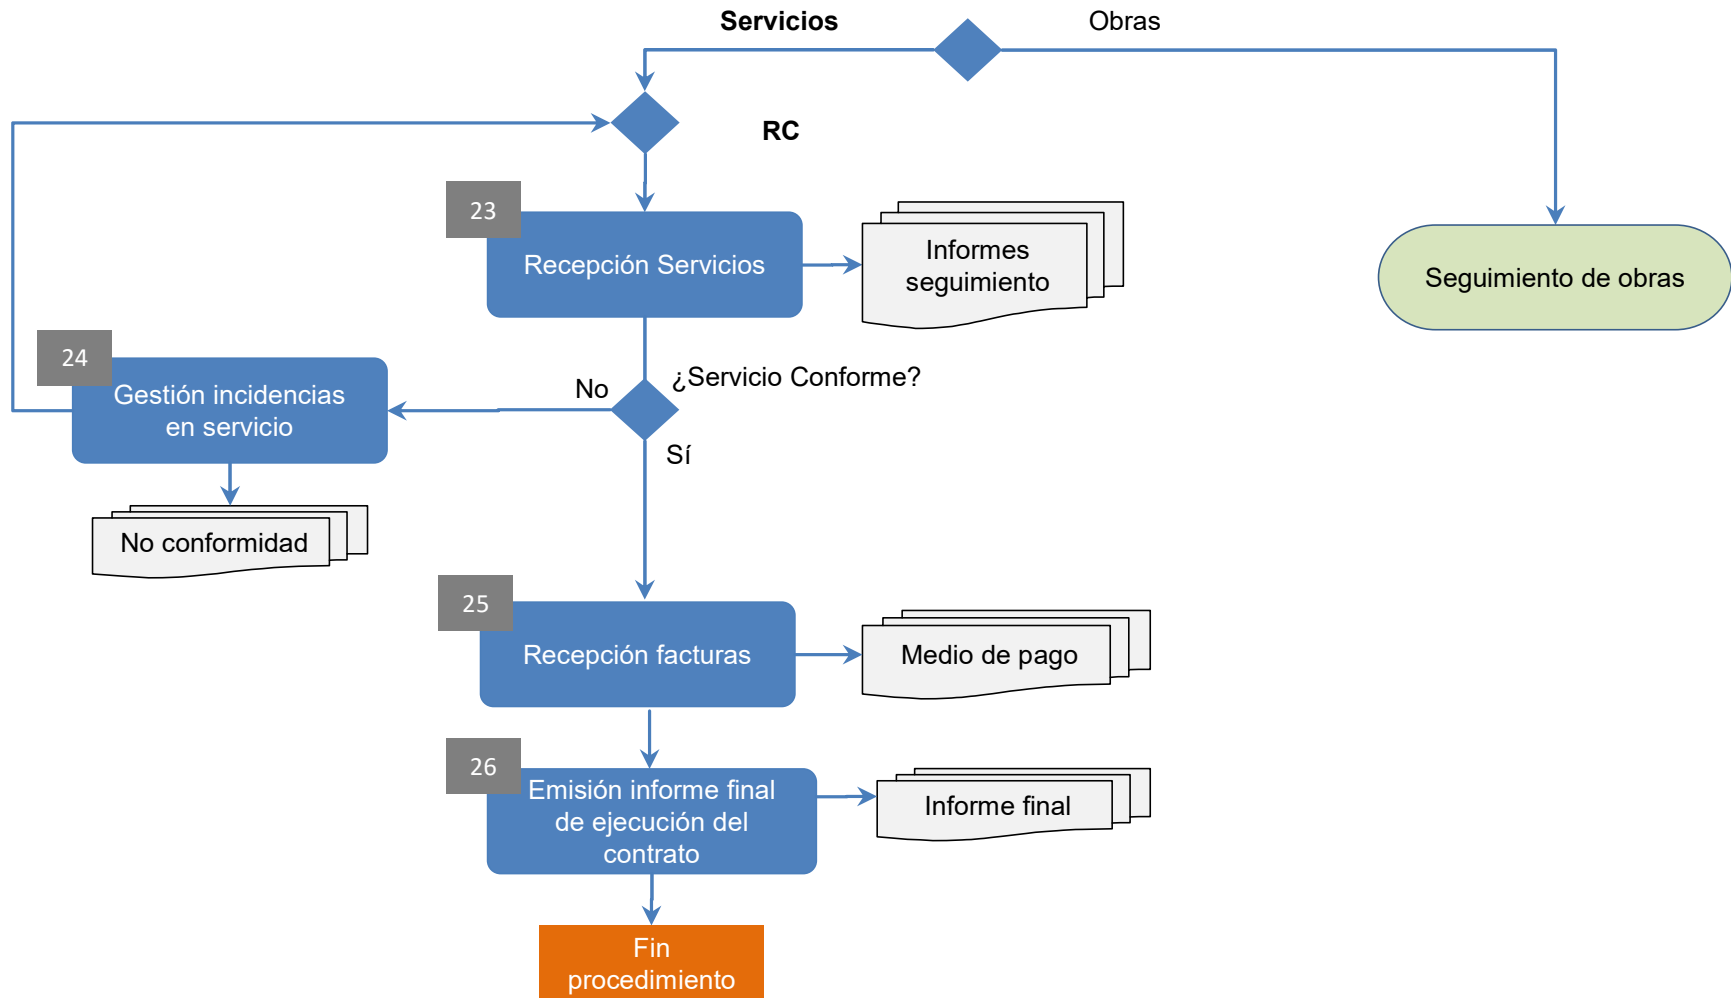 Servicios
Obras
RC
23
Recepción Servicios
Informes
seguimiento
Seguimiento de obras
24
Gestión incidencias
en servicio
No
¿Servicio Conforme?
Sí
No conformidad
25
Recepción facturas
Medio de pago
26
Emisión informe final
de ejecución del
contrato
Informe final
Fin
procedimiento